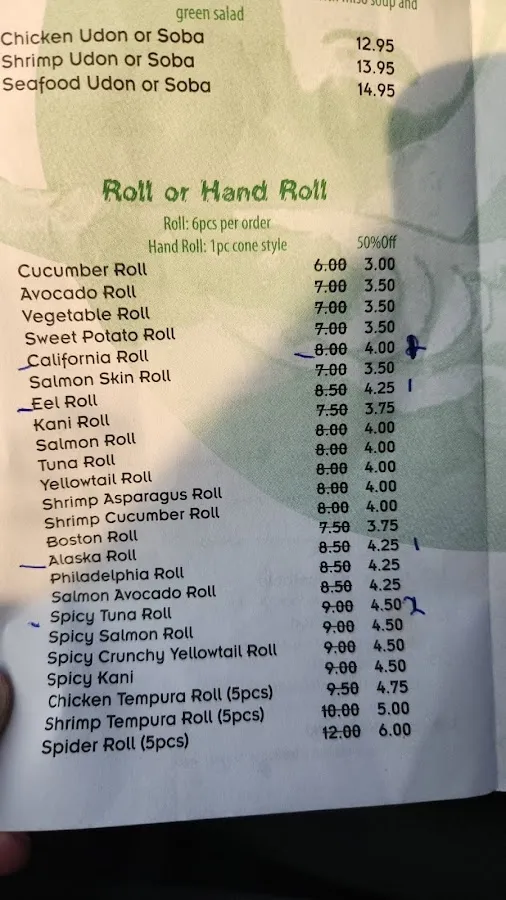 miso soup and
green salad
Chicken Udon or Soba 12.95
Shrimp Udon or Soba 13.95
Seafood Udon or Soba 14.95
Roll or Hand Roll
Roll: 6pcs per order
Hand Roll: 1pc cone style 50%Off
Cucumber Roll 6.00 3.00
Avocado Roll 7.00 3.50
Vegetable Roll 7.00 3.50
Sweet Potato Roll 7.00 3.50
California Roll 8.00 4.00
Salmon Skin Roll 7.00 3.50
Eel Roll 8.50 4.25 1
Kani Roll 7.50 3.75
Salmon Roll 8.00 4.00
Tuna Roll 8.00 4.00
Yellowtail Roll 8.00 4.00
Shrimp Asparagus Roll 8.00 4.00
Shrimp Cucumber Roll 8.00 4.00
Boston Roll 7.50 3.75
Alaska Roll 8.50 4.25 1
Philadelphia Roll 8.50 4.25
Salmon Avocado Roll 8.50 4.25
Spicy Tuna Roll 9.00 4.50 2
Spicy Salmon Roll 9.00 4.50
Spicy Crunchy Yellowtail Roll 9.00 4.50
Spicy Kani 9.00 4.50
Chicken Tempura Roll (5pcs) 9.50 4.75
Shrimp Tempura Roll (5pcs) 10.00 5.00
Spider Roll (5pcs) 12.00 6.00